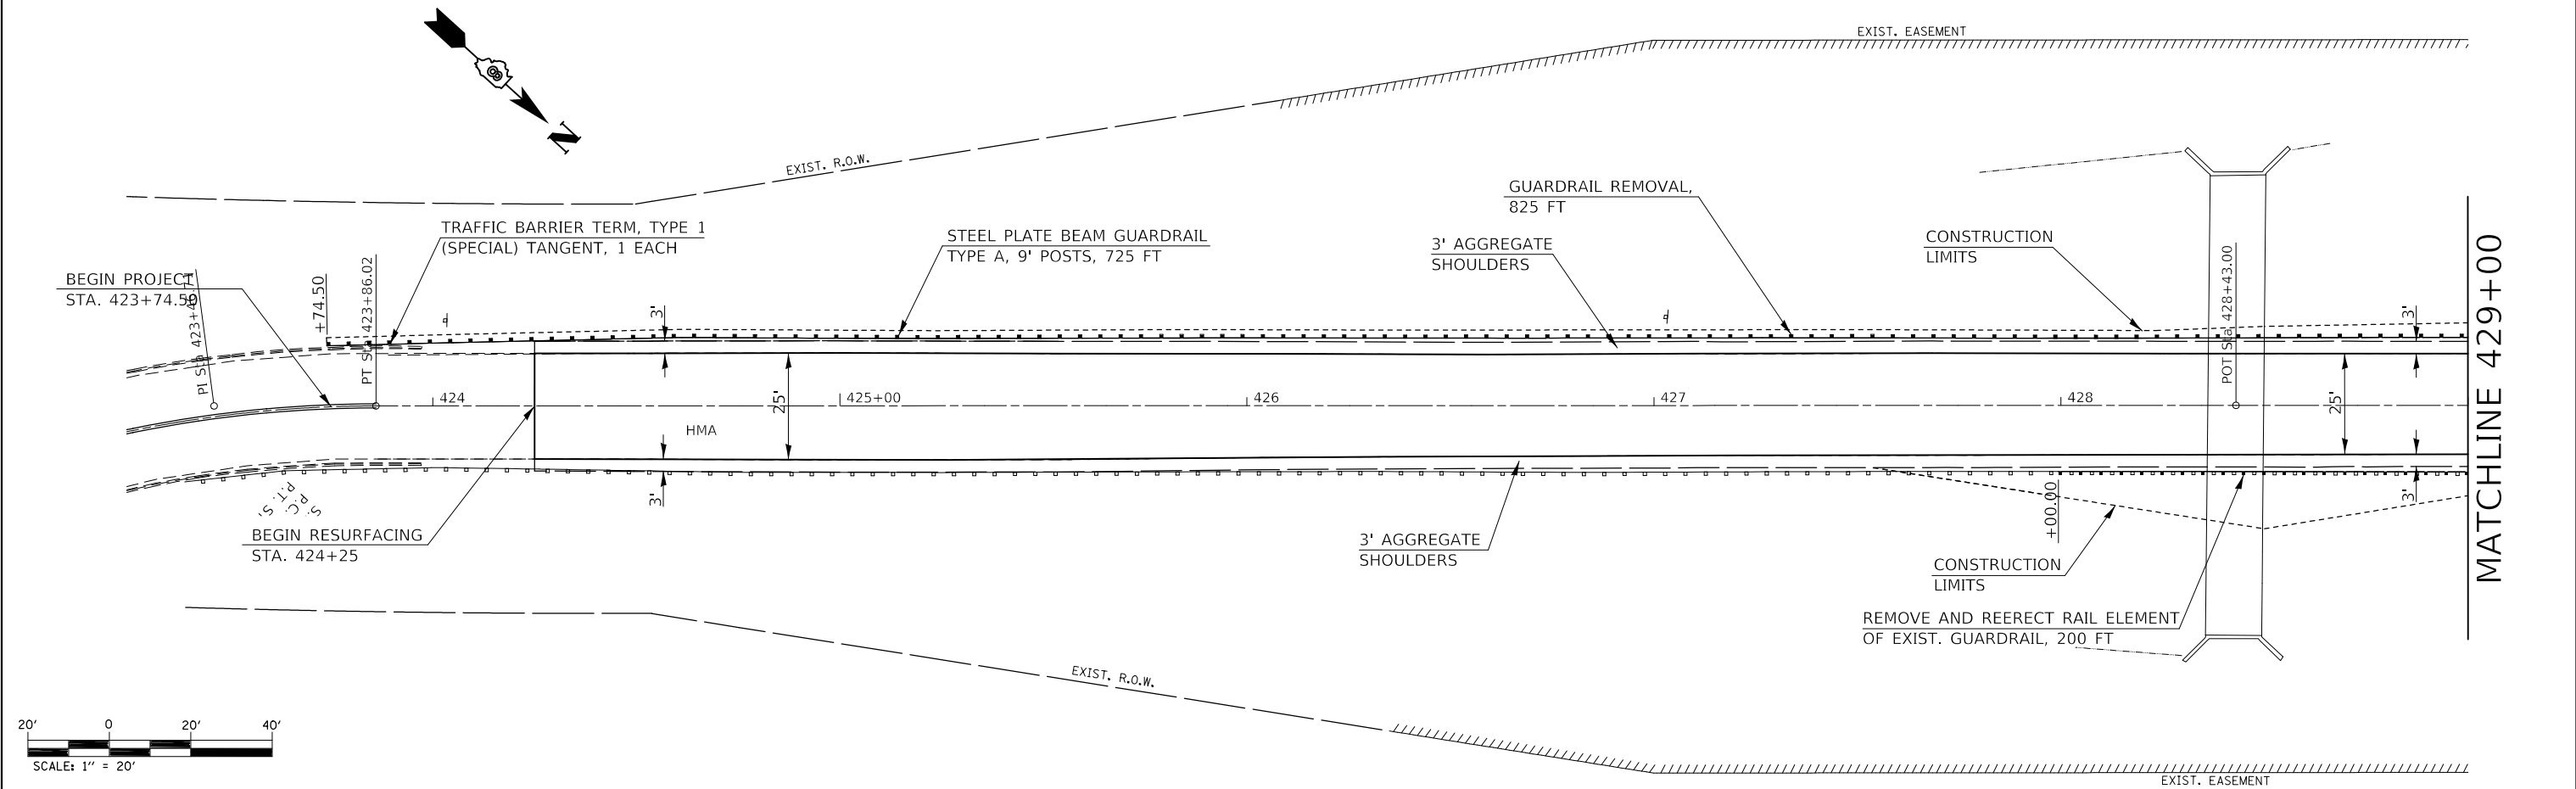 EXIST. EASEMENT
N
EXIST. R.O.W.
GUARDRAIL REMOVAL,
825 FT
TRAFFIC BARRIER TERM, TYPE 1
(SPECIAL) TANGENT, 1 EACH
STEEL PLATE BEAM GUARDRAIL
TYPE A, 9' POSTS, 725 FT
3' AGGREGATE
SHOULDERS
CONSTRUCTION
LIMITS
BEGIN PROJECT
STA. 423+74.50
PI Sta 423+46.71
+74.50
PT Sta 423+86.02
3'
POT Sta 428+43.00
3'
MATCHLINE 429+00
424
425+00
426
427
428
25'
25'
HMA
3'
3'
P.T. S.
P.C. S.
+00.00
BEGIN RESURFACING
STA. 424+25
3' AGGREGATE
SHOULDERS
CONSTRUCTION
LIMITS
REMOVE AND REERECT RAIL ELEMENT
OF EXIST. GUARDRAIL, 200 FT
EXIST. R.O.W.
20' 0 20' 40'
SCALE: 1" = 20'
EXIST. EASEMENT